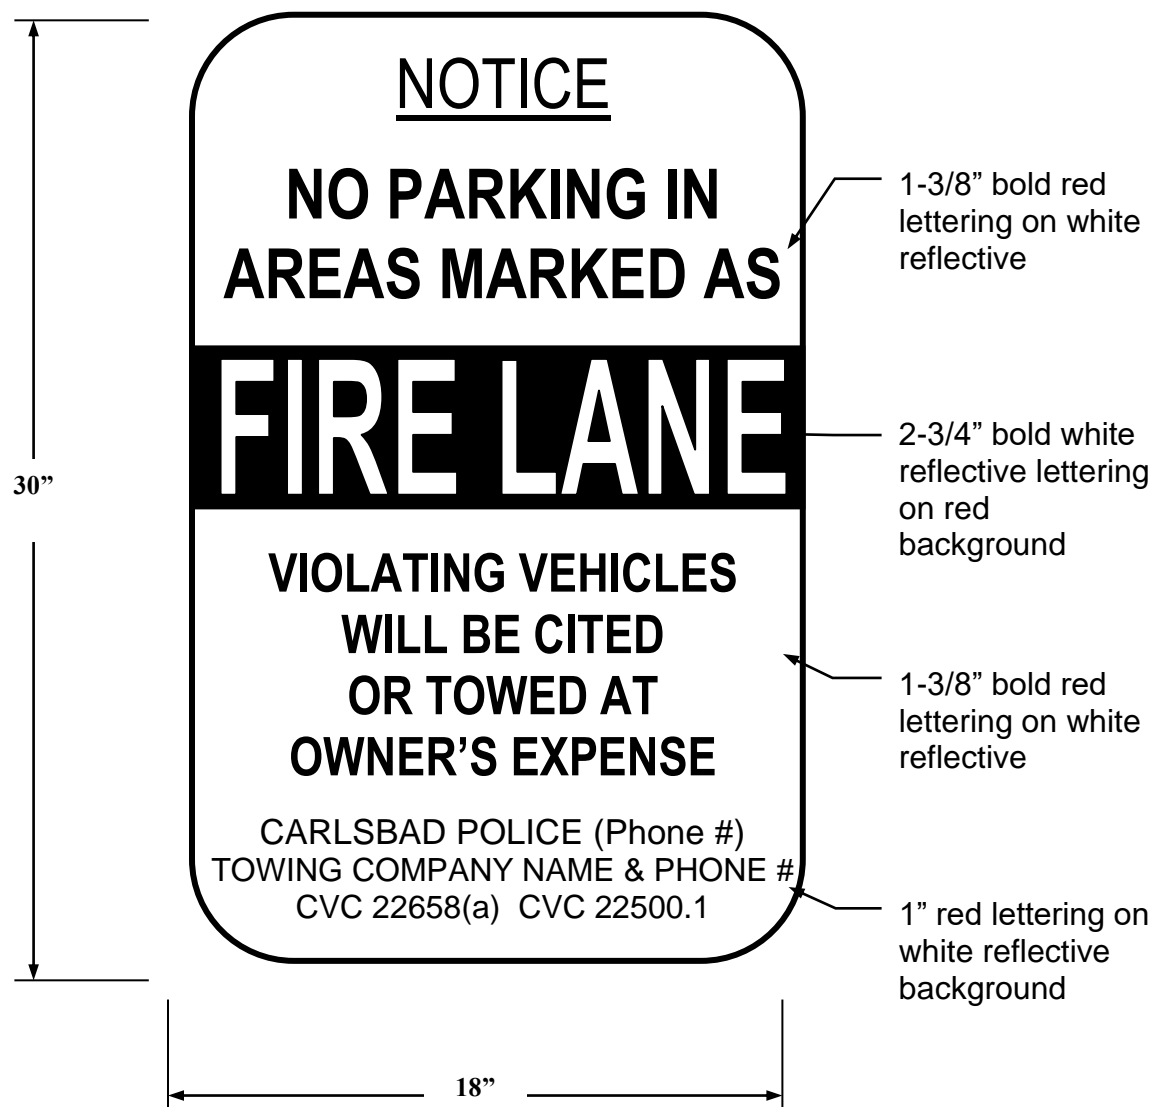 NOTICE
NO PARKING IN
AREAS MARKED AS
FIRE LANE
VIOLATING VEHICLES
WILL BE CITED
OR TOWED AT
OWNER’S EXPENSE
CARLSBAD POLICE (Phone #)
TOWING COMPANY NAME & PHONE #
CVC 22658(a)  CVC 22500.1
1-3/8” bold red
lettering on white
reflective
2-3/4” bold white
reflective lettering
on red
background
1-3/8” bold red
lettering on white
reflective
1” red lettering on
white reflective
background
30”
18”